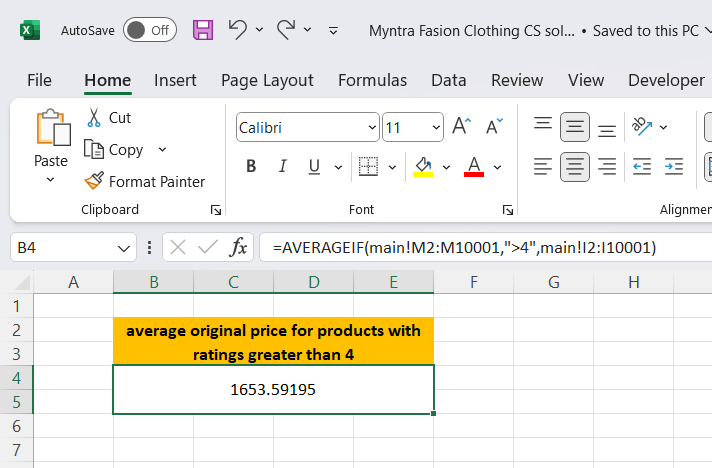 AutoSave Off Myntra Fasion Clothing CS sol... • Saved to this PC
File Home Insert Page Layout Formulas Data Review View Developer
Paste
Cut
Copy
Format Painter
Calibri 11 A A
B I U A
ab
Clipboard Font Alignmen
B4 fx =AVERAGEIF(main!M2:M10001,">4",main!I2:I10001)
A B C D E F G H
1
2 average original price for products with
3 ratings greater than 4
4
1653.59195
5
6
7